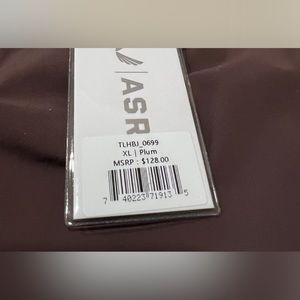 ASR
TLHBJ_0699
XL | Plum
MSRP : $128.00
7 40223 71913 5